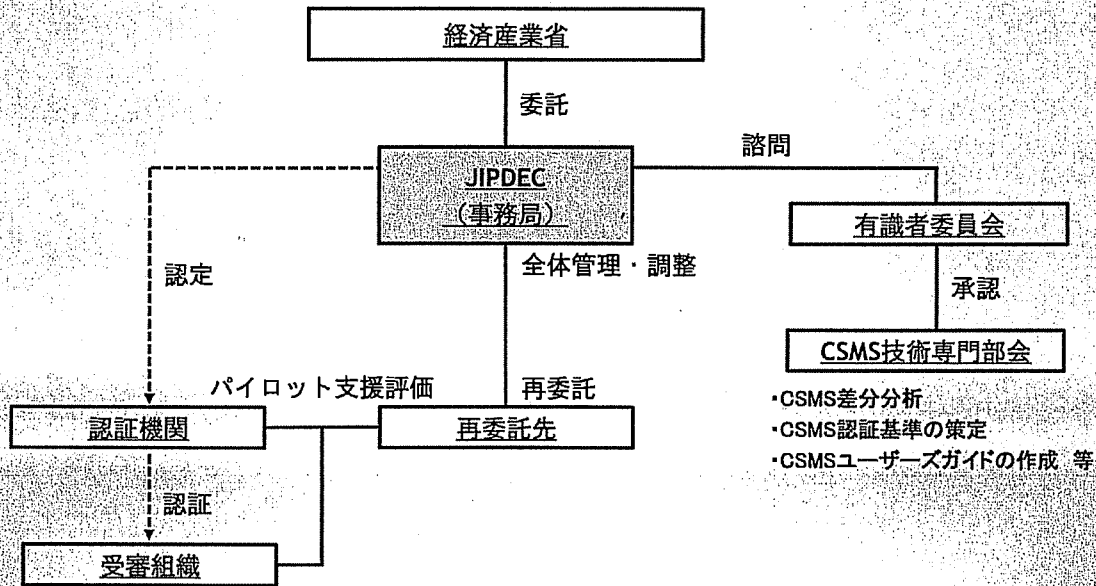 経済産業省
委託
JIPDEC
(事務局)
諮問
有識者委員会
全体管理・調整
認定
承認
CSMS技術専門部会
パイロット支援評価
再委託
認証機関
再委託先
・CSMS差分分析
・CSMS認証基準の策定
・CSMSユーザーズガイドの作成 等
認証
受審組織